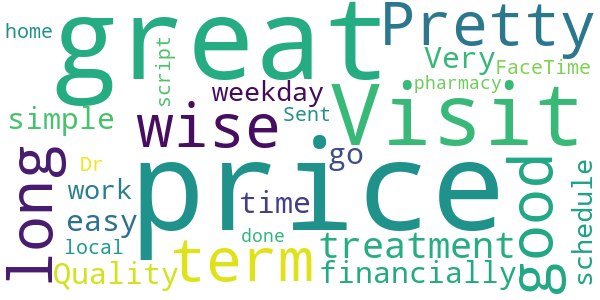 home
great
Pretty
script
Very
FaceTime
weekday
pharmacy
Visit
simple
wise
Sent
long
Dr
price
go
good
work
time
schedule
easy
term
treatment
local
done
Quality
financially